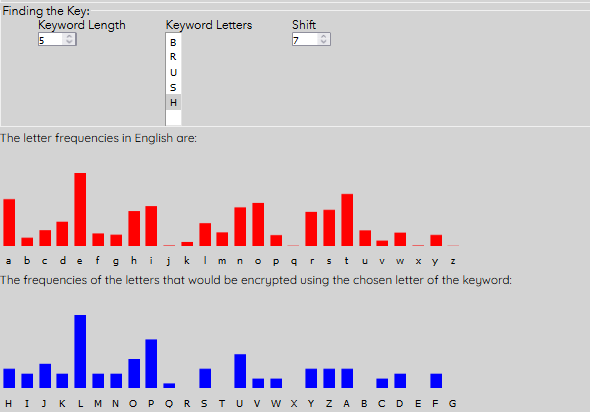 Finding the Key:
Keyword Length Keyword Letters Shift
5 B 7
R
U
S
H
The letter frequencies in English are:
a b c d e f g h i j k l m n o p q r s t u v w x y z
The frequencies of the letters that would be encrypted using the chosen letter of the keyword:
H I J K L M N O P Q R S T U V W X Y Z A B C D E F G